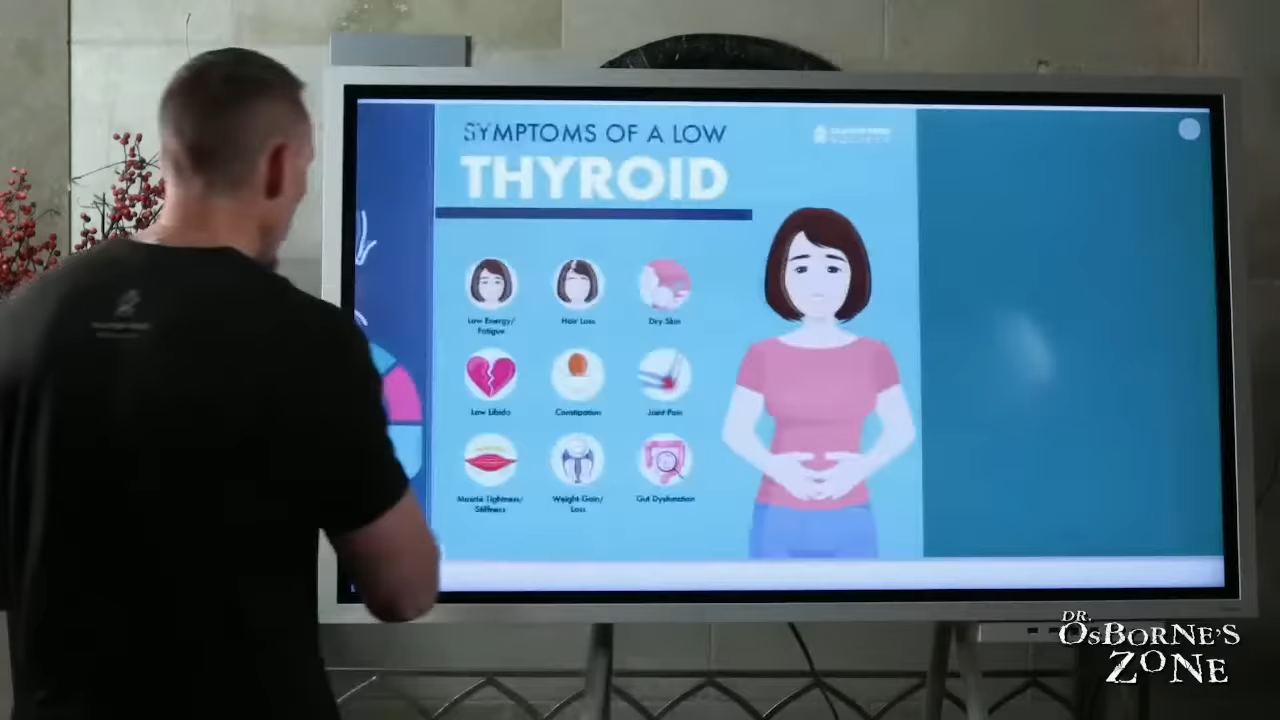 SYMPTOMS OF A LOW
THYROID
Low Energy/
Fatigue
Hair Loss
Dry Skin
Low Libido
Constipation
Joint Pain
Muscle Tightness/
Stiffness
Weight Gain/
Loss
Gut Dysfunction
DR.
OSBORNE'S
ZONE